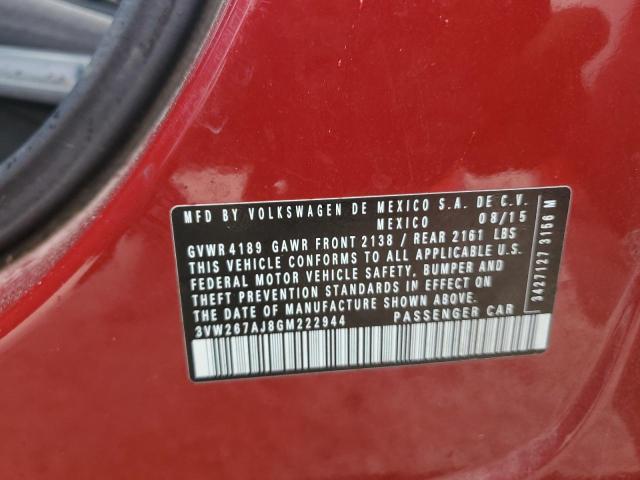 MFD BY VOLKSWAGEN DE MEXICO S.A. DE C.V.
MEXICO 08/15
GVWR 4189 GAWR FRONT 2138 / REAR 2161 LBS
THIS VEHICLE CONFORMS TO ALL APPLICABLE U.S.
FEDERAL MOTOR VEHICLE SAFETY, BUMPER AND
THEFT PREVENTION STANDARDS IN EFFECT ON
THE DATE OF MANUFACTURE SHOWN ABOVE.
3VW267AJ8GM222944 PASSENGER CAR
3427127 3156 M